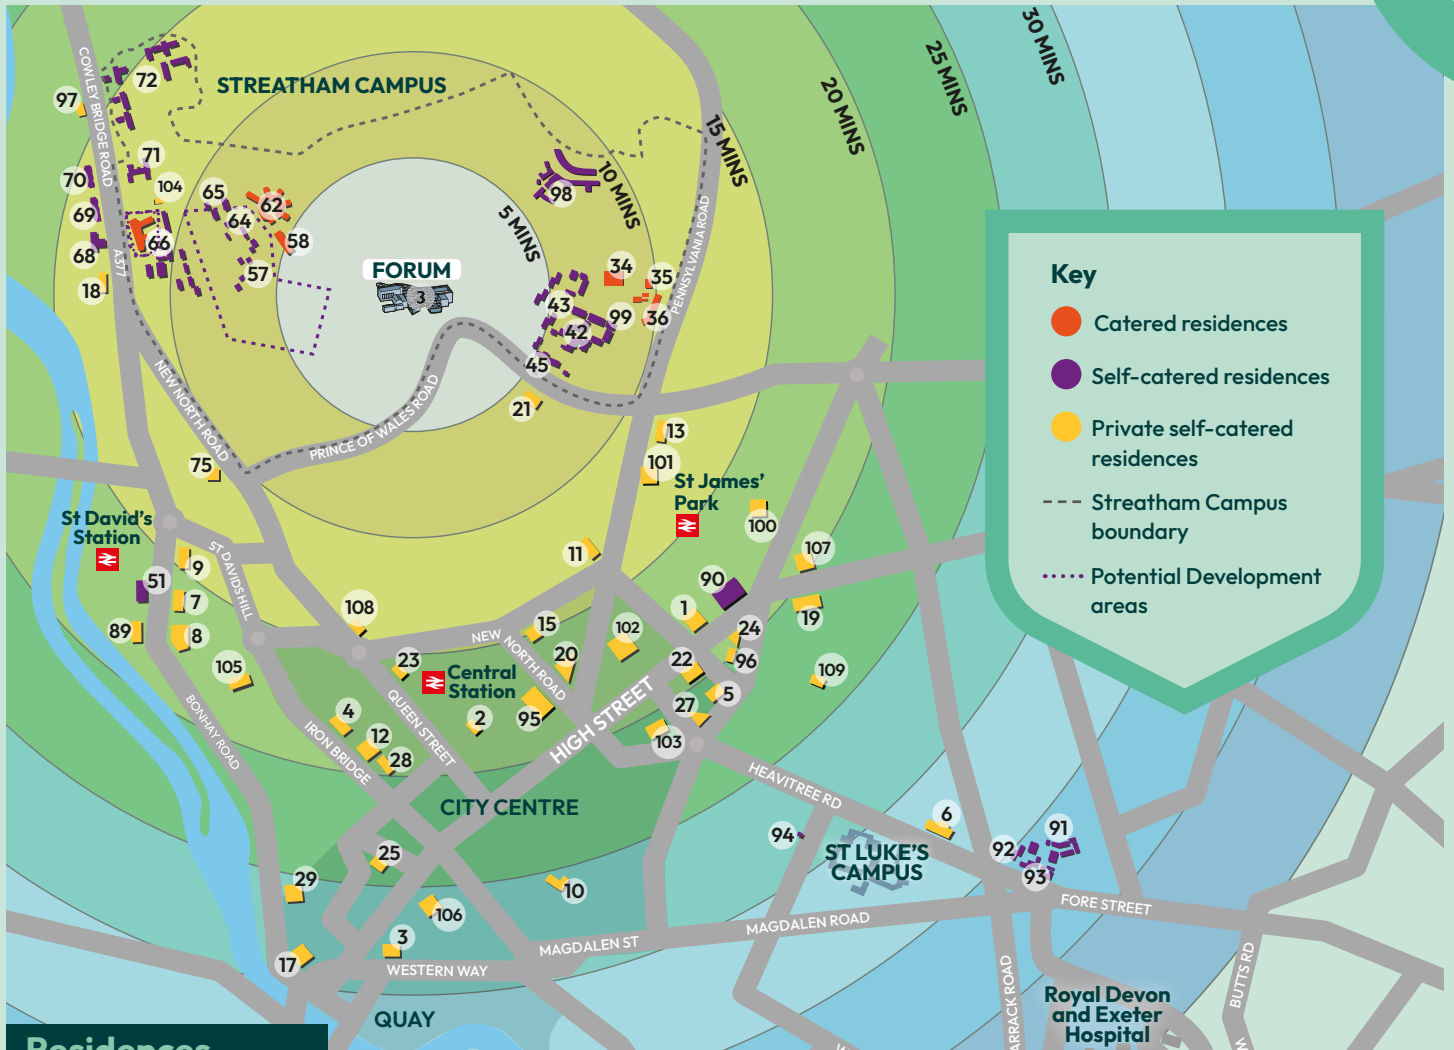 STREATHAM CAMPUS
COWLEY BRIDGE ROAD
72
97
71
70
104
69
65
62
64
68
66
58
57
18
A377
5 MINS
10 MINS
15 MINS
20 MINS
25 MINS
30 MINS
98
FORUM
3
34
35
43
99
36
42
45
21
PENNSYLVANIA ROAD
NEW NORTH ROAD
PRINCE OF WALES ROAD
75
13
101
St James'
Park
100
St David's
Station
ST DAVIDS HILL
9
51
7
89
8
105
11
107
90
19
1
24
96
109
108
NEW
NORTH ROAD
15
20
102
22
5
27
103
23
Central
Station
2
95
QUEEN STREET
HIGH STREET
4
12
28
IRON BRIDGE
BONHAY ROAD
CITY CENTRE
HEAVITREE RD
94
ST LUKE'S
CAMPUS
6
92
91
93
25
29
106
10
3
17
WESTERN WAY
MAGDALEN ST
MAGDALEN ROAD
FORE STREET
QUAY
ARRACK ROAD
BUTTS RD
W
W
Royal Devon
and Exeter
Hospital
Residences
Key
Catered residences
Self-catered residences
Private self-catered
residences
Streatham Campus
boundary
Potential Development
areas